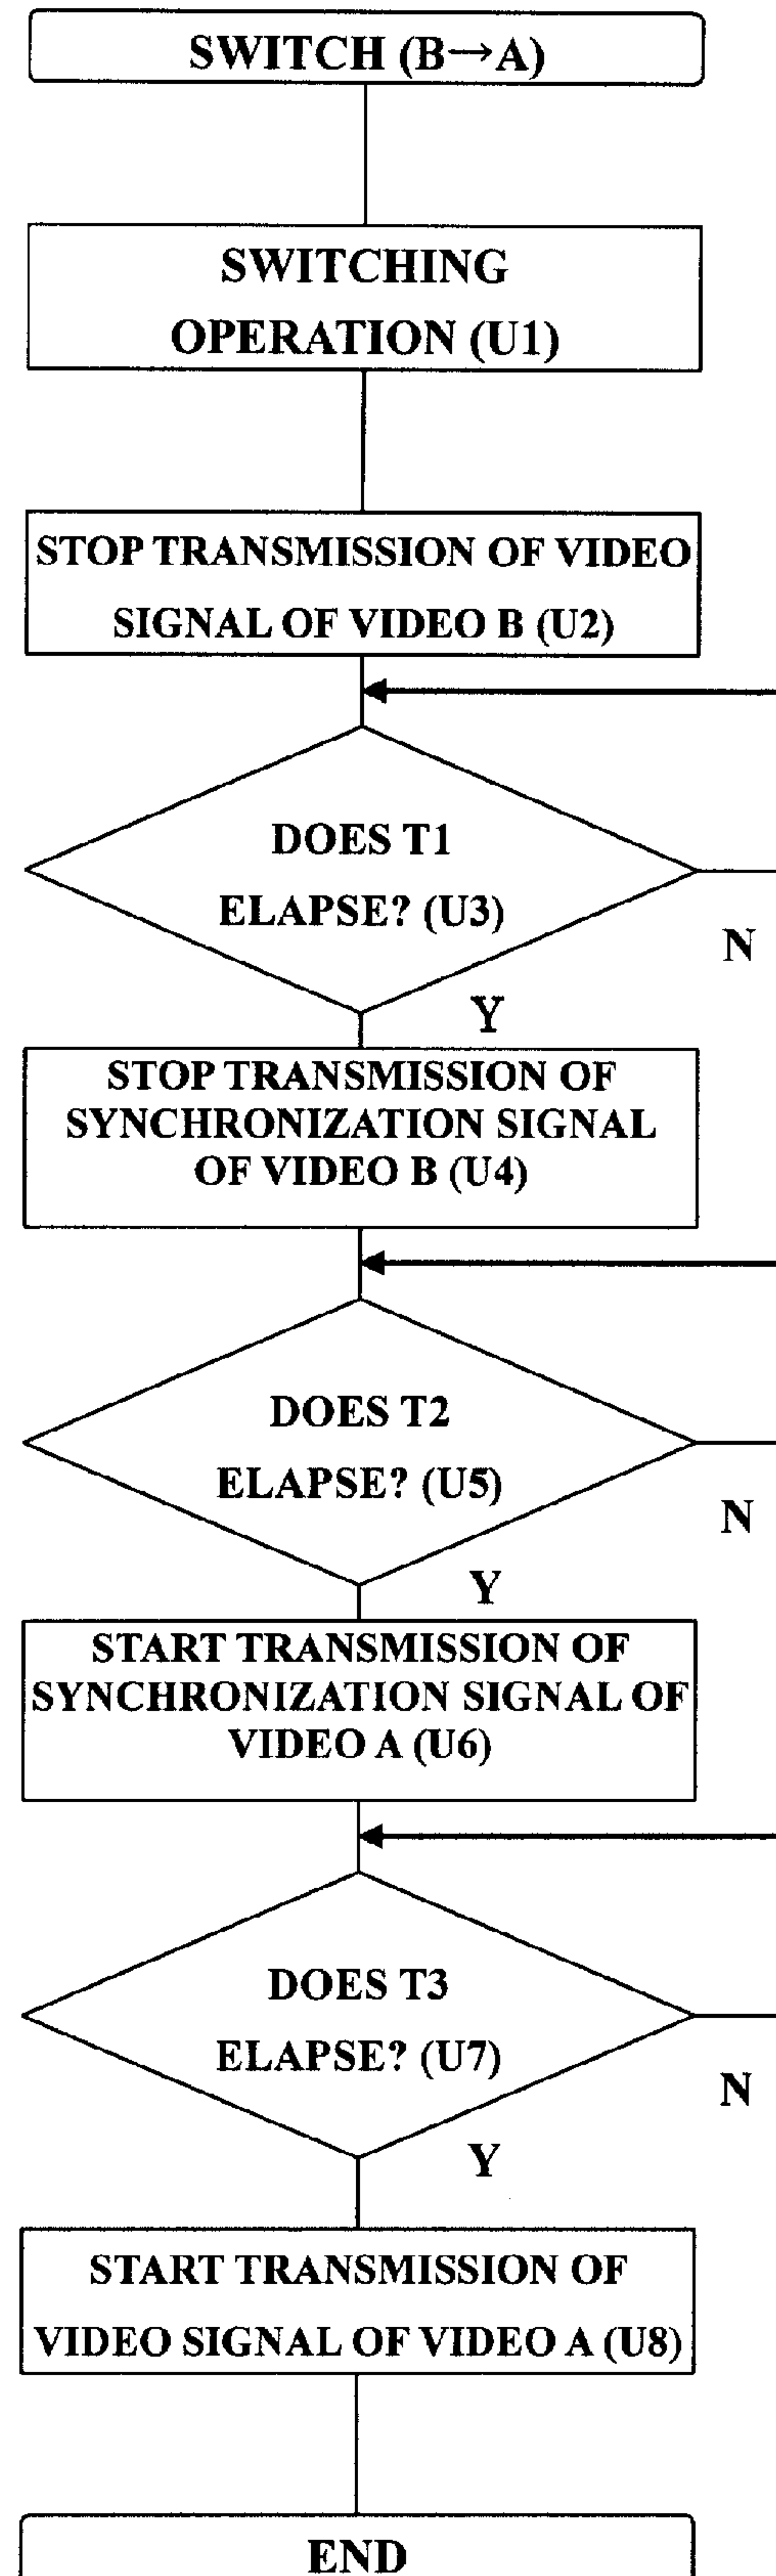 SWITCH (B→A)
SWITCHING
OPERATION (U1)
STOP TRANSMISSION OF VIDEO
SIGNAL OF VIDEO B (U2)
DOES T1
ELAPSE? (U3)
N
Y
STOP TRANSMISSION OF
SYNCHRONIZATION SIGNAL
OF VIDEO B (U4)
DOES T2
ELAPSE? (U5)
N
Y
START TRANSMISSION OF
SYNCHRONIZATION SIGNAL OF
VIDEO A (U6)
DOES T3
ELAPSE? (U7)
N
Y
START TRANSMISSION OF
VIDEO SIGNAL OF VIDEO A (U8)
END